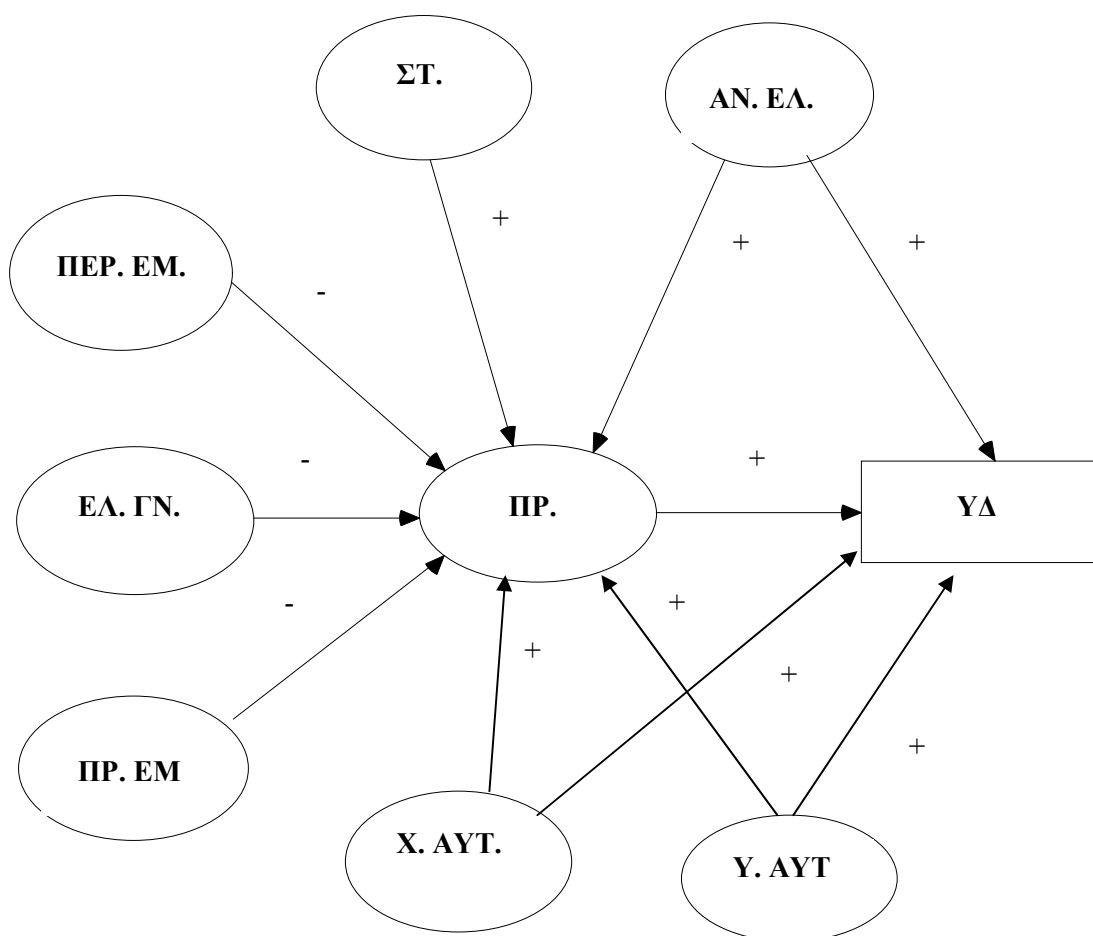 ΣΤ.
ΑΝ. ΕΛ.
+
+
+
ΠΕΡ. ΕΜ.
-
ΕΛ. ΓΝ.
-
ΠΡ.
+
ΥΔ
-
+
+
+
+
ΠΡ. ΕΜ
Χ. ΑΥΤ.
Υ. ΑΥΤ